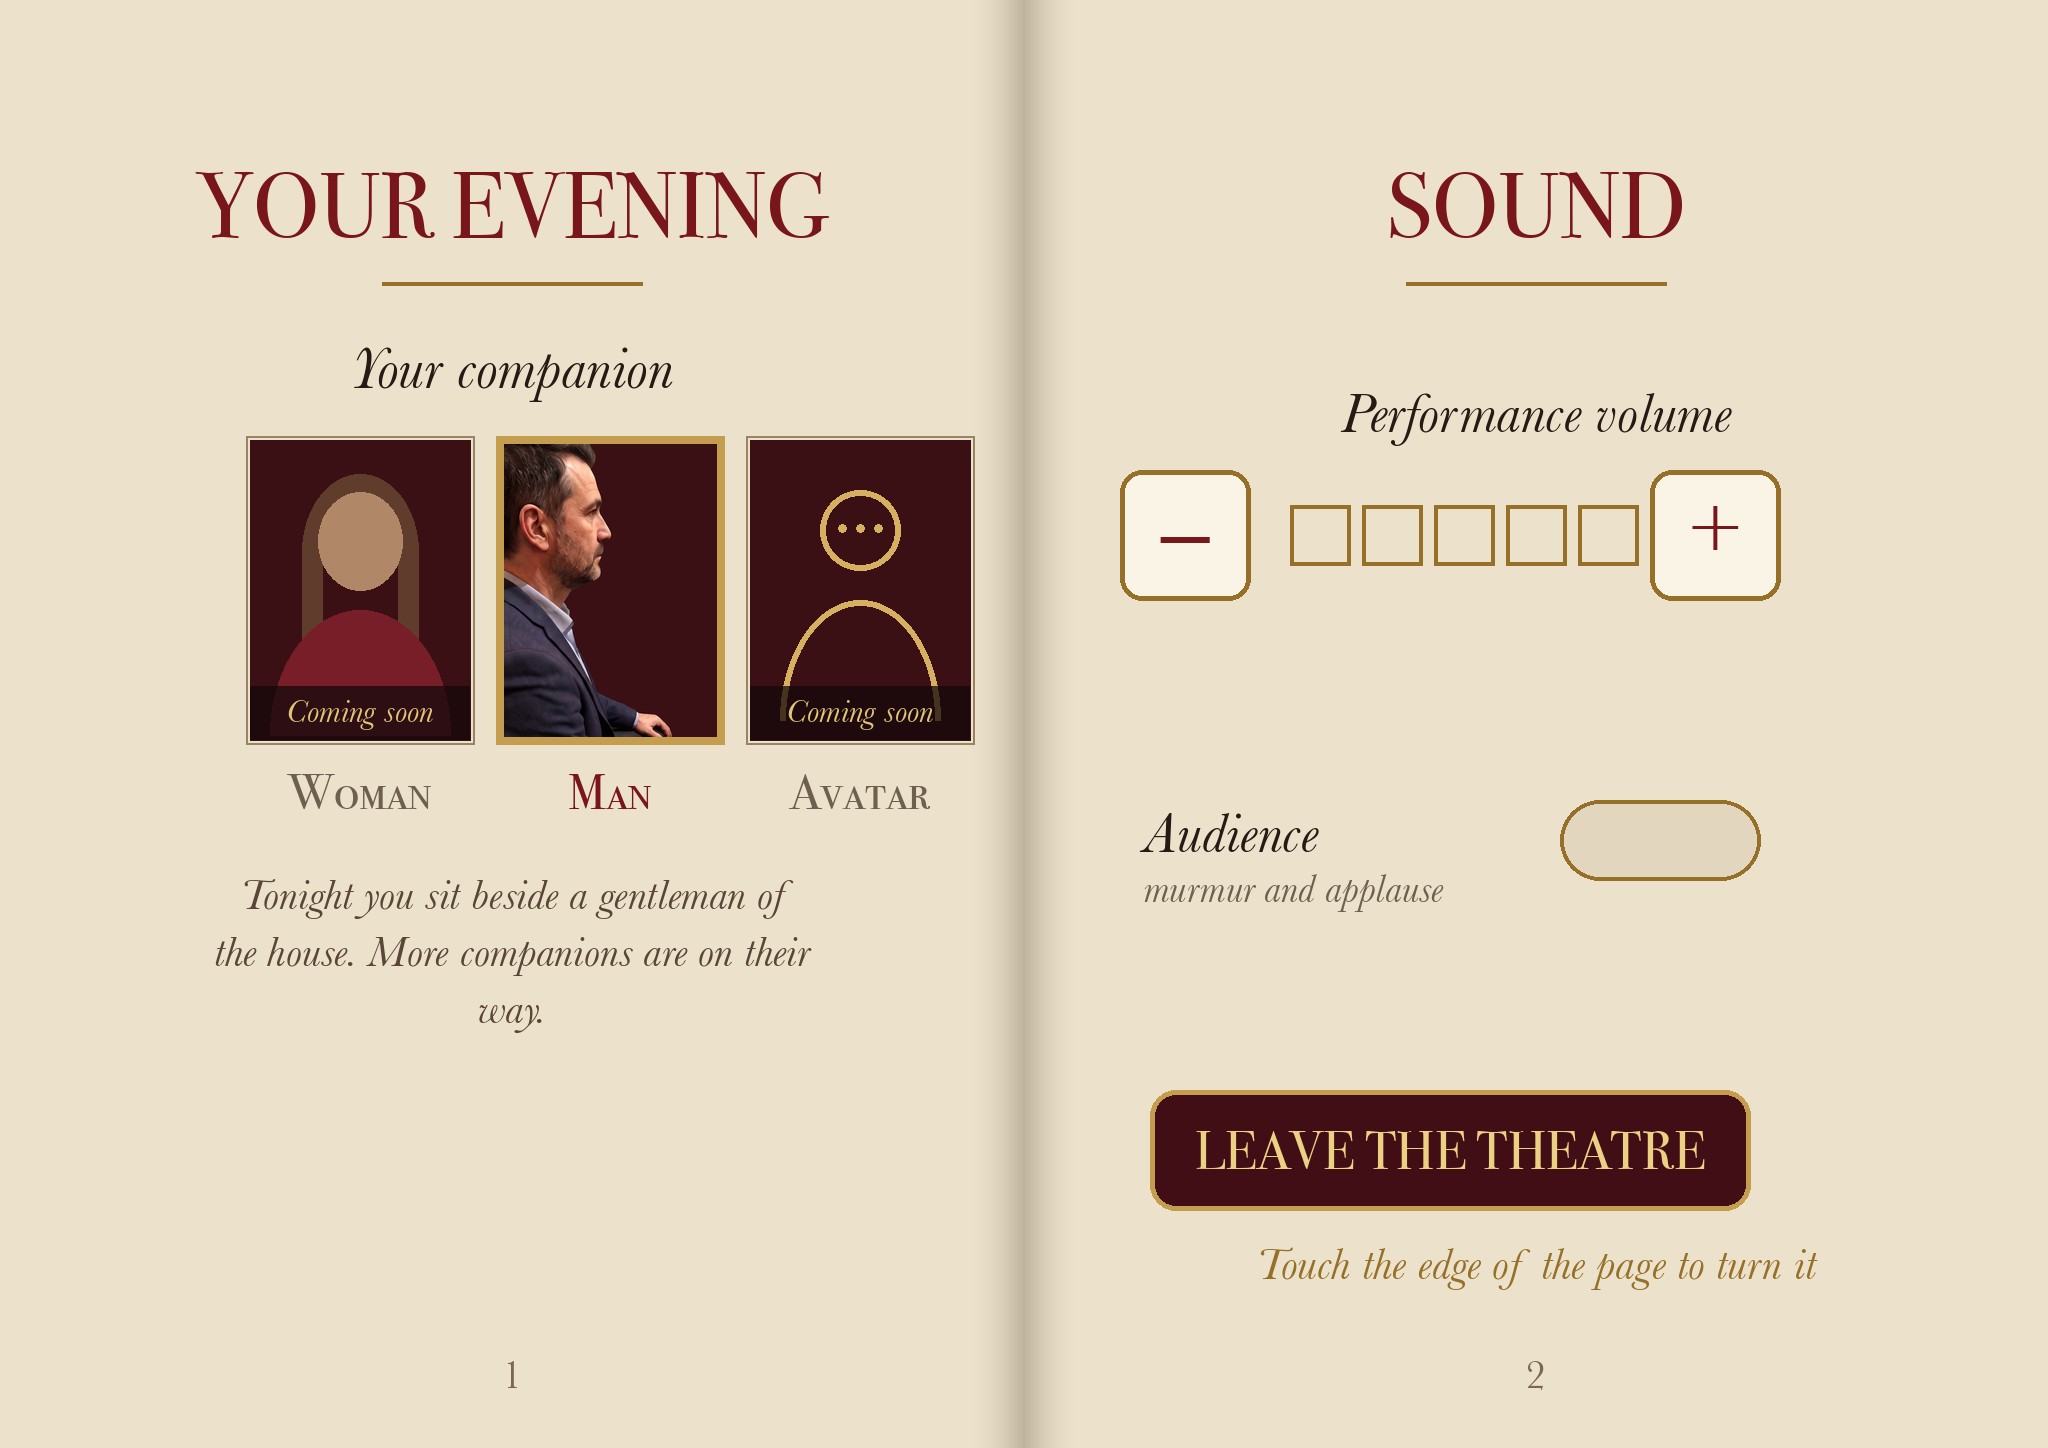 YOUR EVENING
Your companion
Coming soon
Coming soon
Woman
Man
Avatar
Tonight you sit beside a gentleman of
the house. More companions are on their
way.
1
SOUND
Performance volume
–
+
Audience
murmur and applause
LEAVE THE THEATRE
Touch the edge of the page to turn it
2